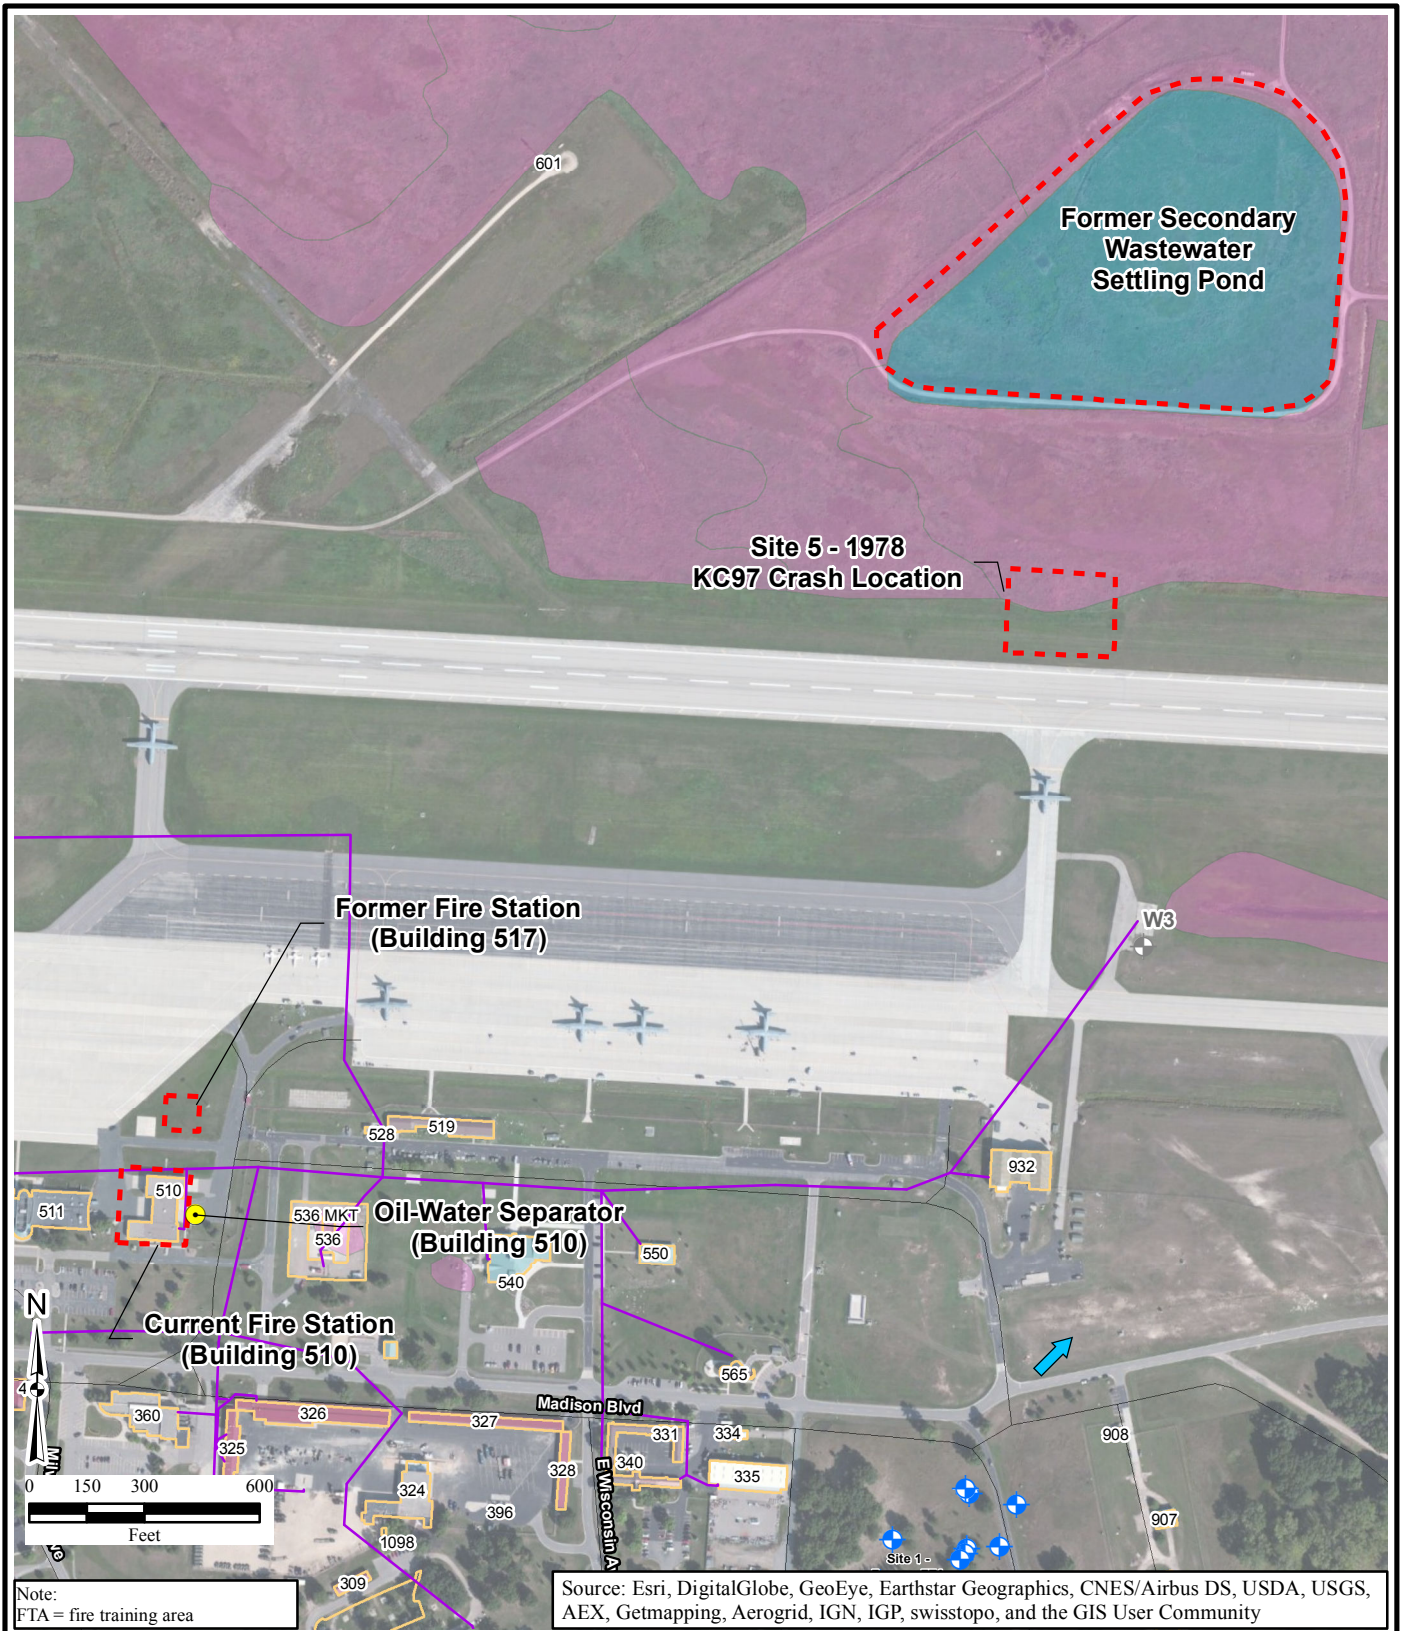 601
Former Secondary
Wastewater
Settling Pond
Site 5 - 1978
KC97 Crash Location
Former Fire Station
(Building 517)
W3
528
519
932
510
511
536 MKT
536
Oil-Water Separator
(Building 510)
550
540
N
Current Fire Station
(Building 510)
565
4
360
326
327
Madison Blvd
325
328
331
334
340
335
E Wisconsin A
908
324
396
907
1098
309
Site 1 -
0 150 300 600
Feet
Note:
FTA = fire training area
Source: Esri, DigitalGlobe, GeoEye, Earthstar Geographics, CNES/Airbus DS, USDA, USGS,
AEX, Getmapping, Aerogrid, IGN, IGP, swisstopo, and the GIS User Community